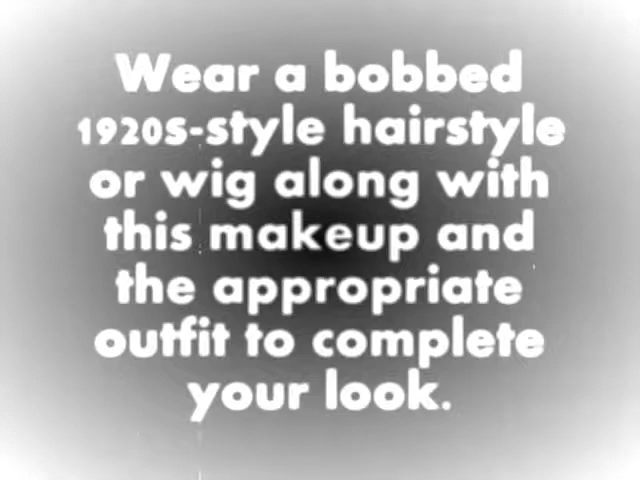 Wear a bobbed
1920s-style hairstyle
or wig along with
this makeup and
the appropriate
outfit to complete
your look.